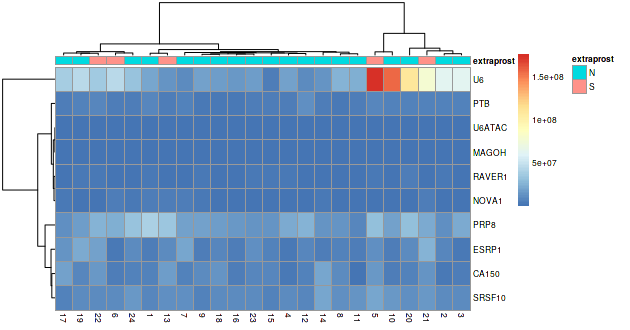 extraprost
extraprost
N
S
1.5e+08
1e+08
5e+07
U6
PTB
U6ATAC
MAGOH
RAVER1
NOVA1
PRP8
ESRP1
CA150
SRSF10
17 19 22 6 24 1 13 7 9 18 16 23 15 4 12 14 8 11 5 10 20 21 2 3